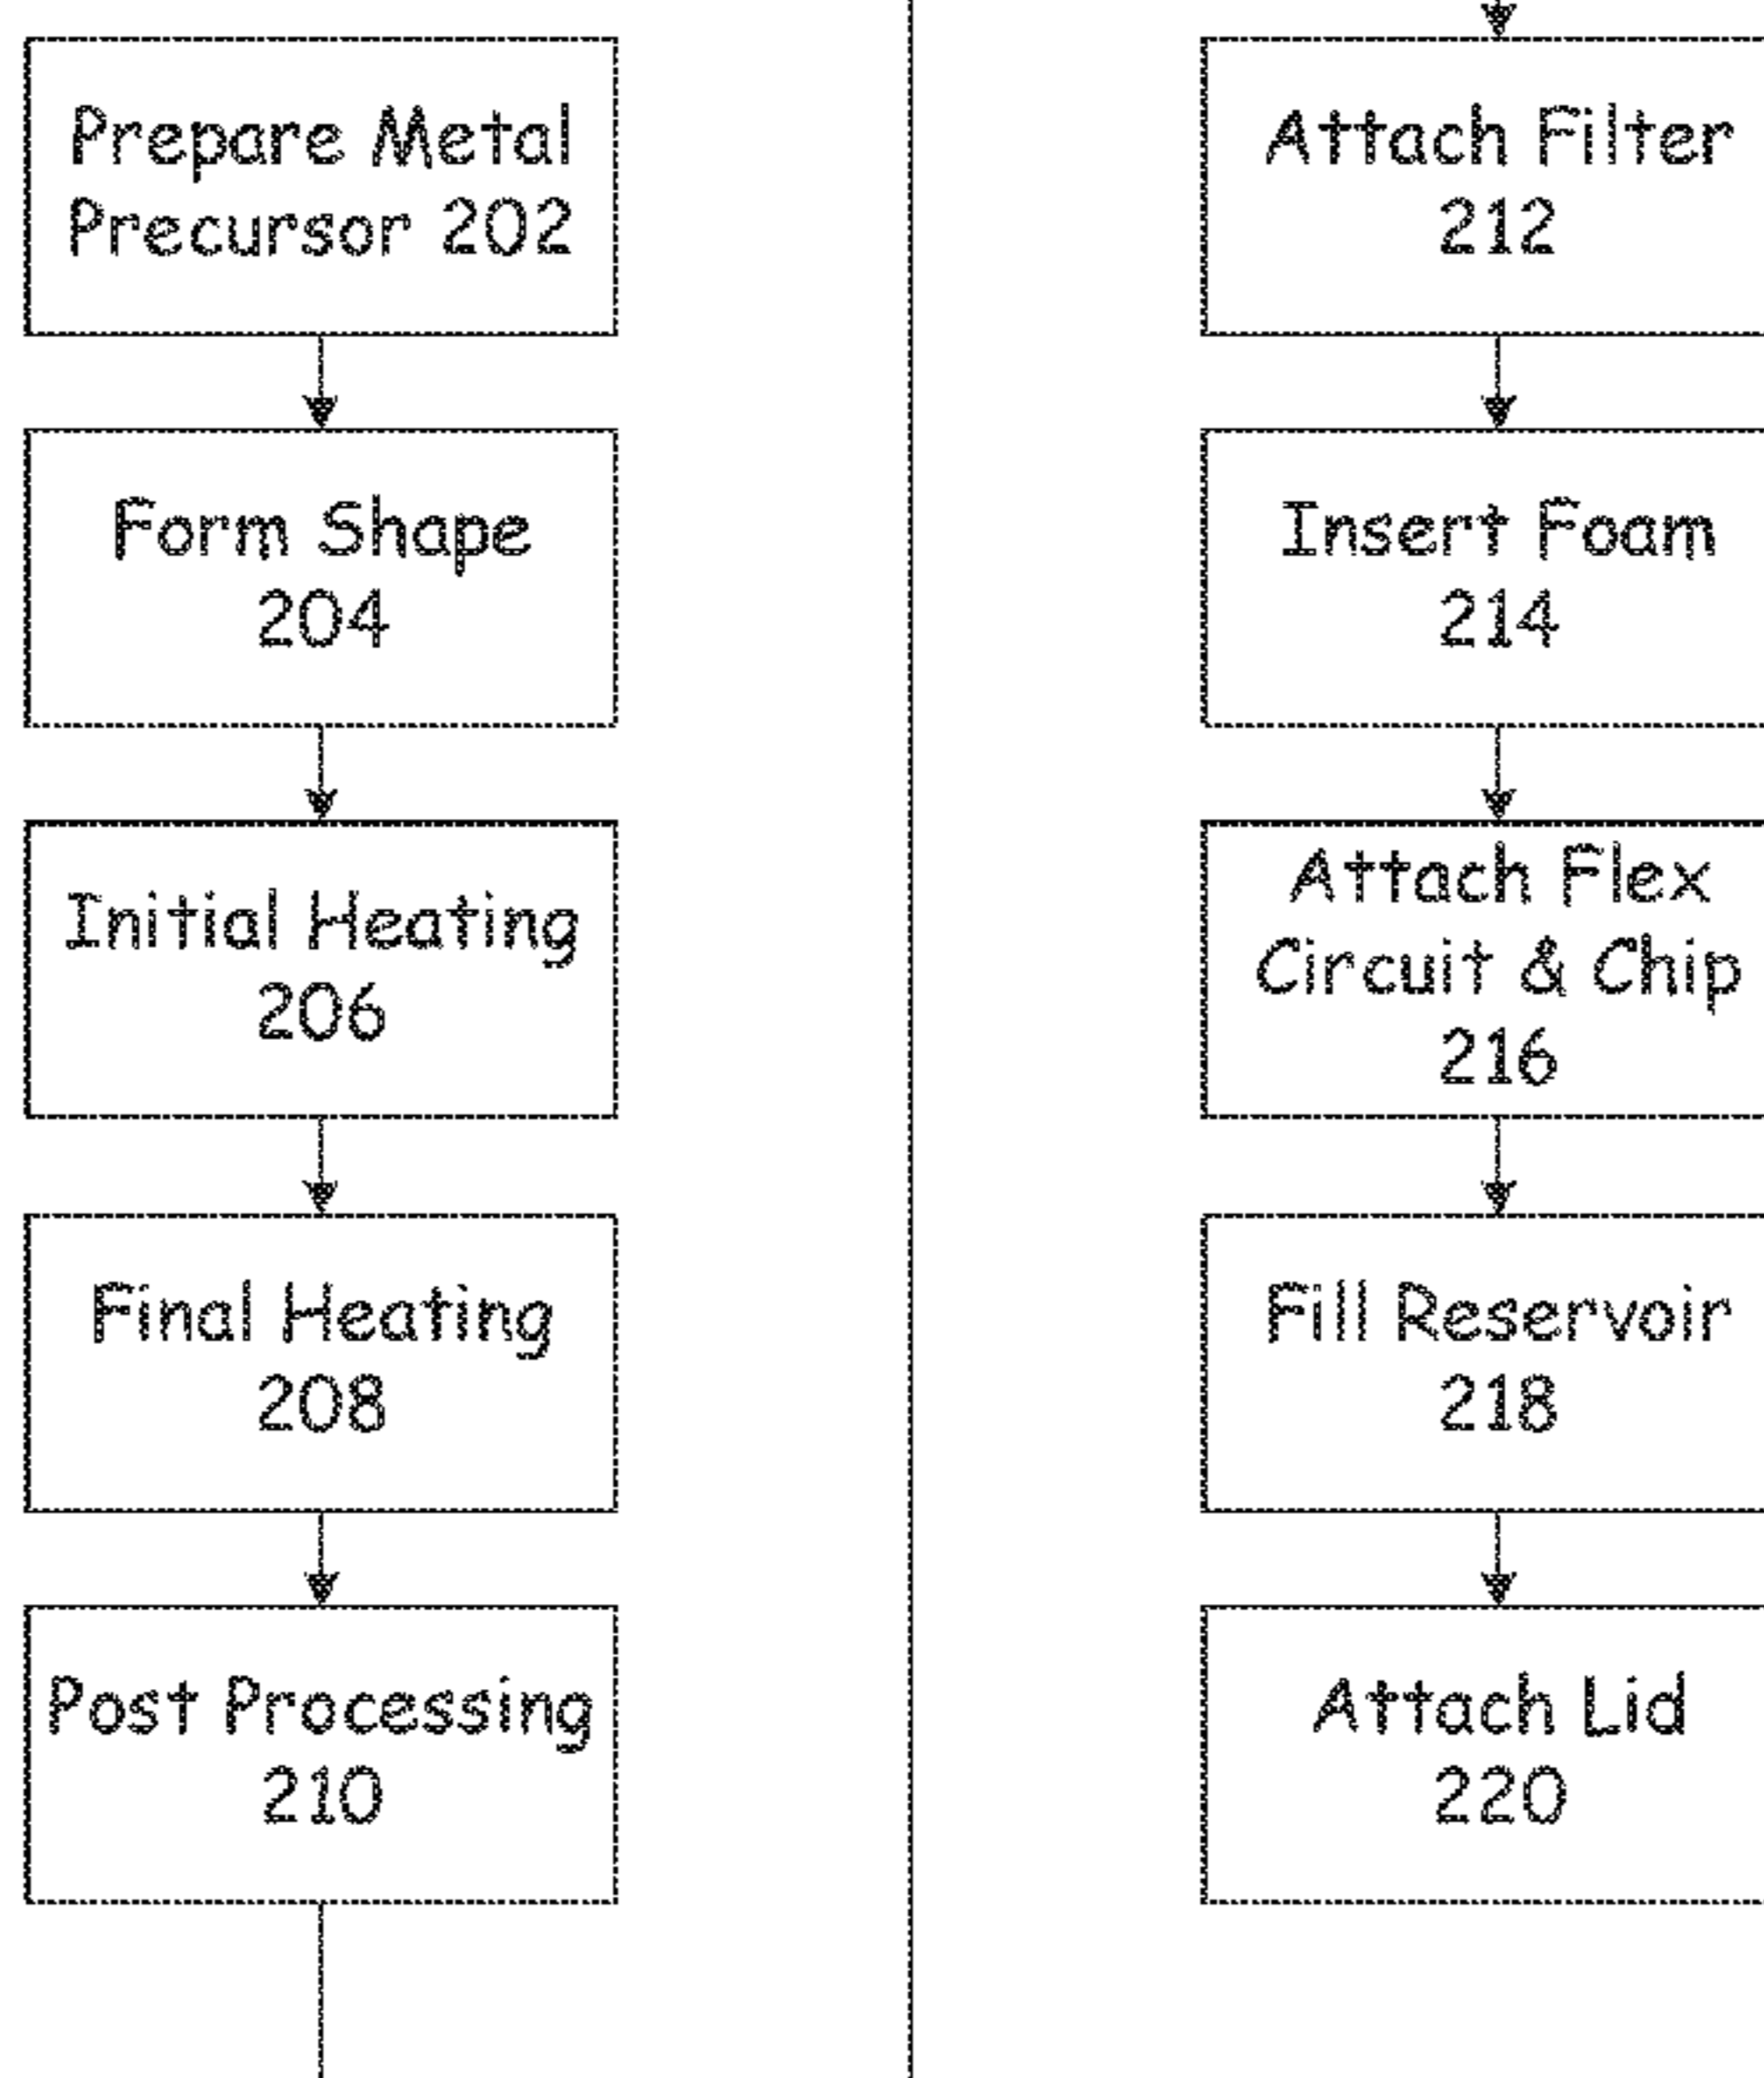 Prepare Metal
Precursor 202
Form Shape
204
Initial Heating
206
Final Heating
208
Post Processing
210
Attach Filter
212
Insert Foam
214
Attach Flex
Circuit & Chip
216
Fill Reservoir
218
Attach Lid
220